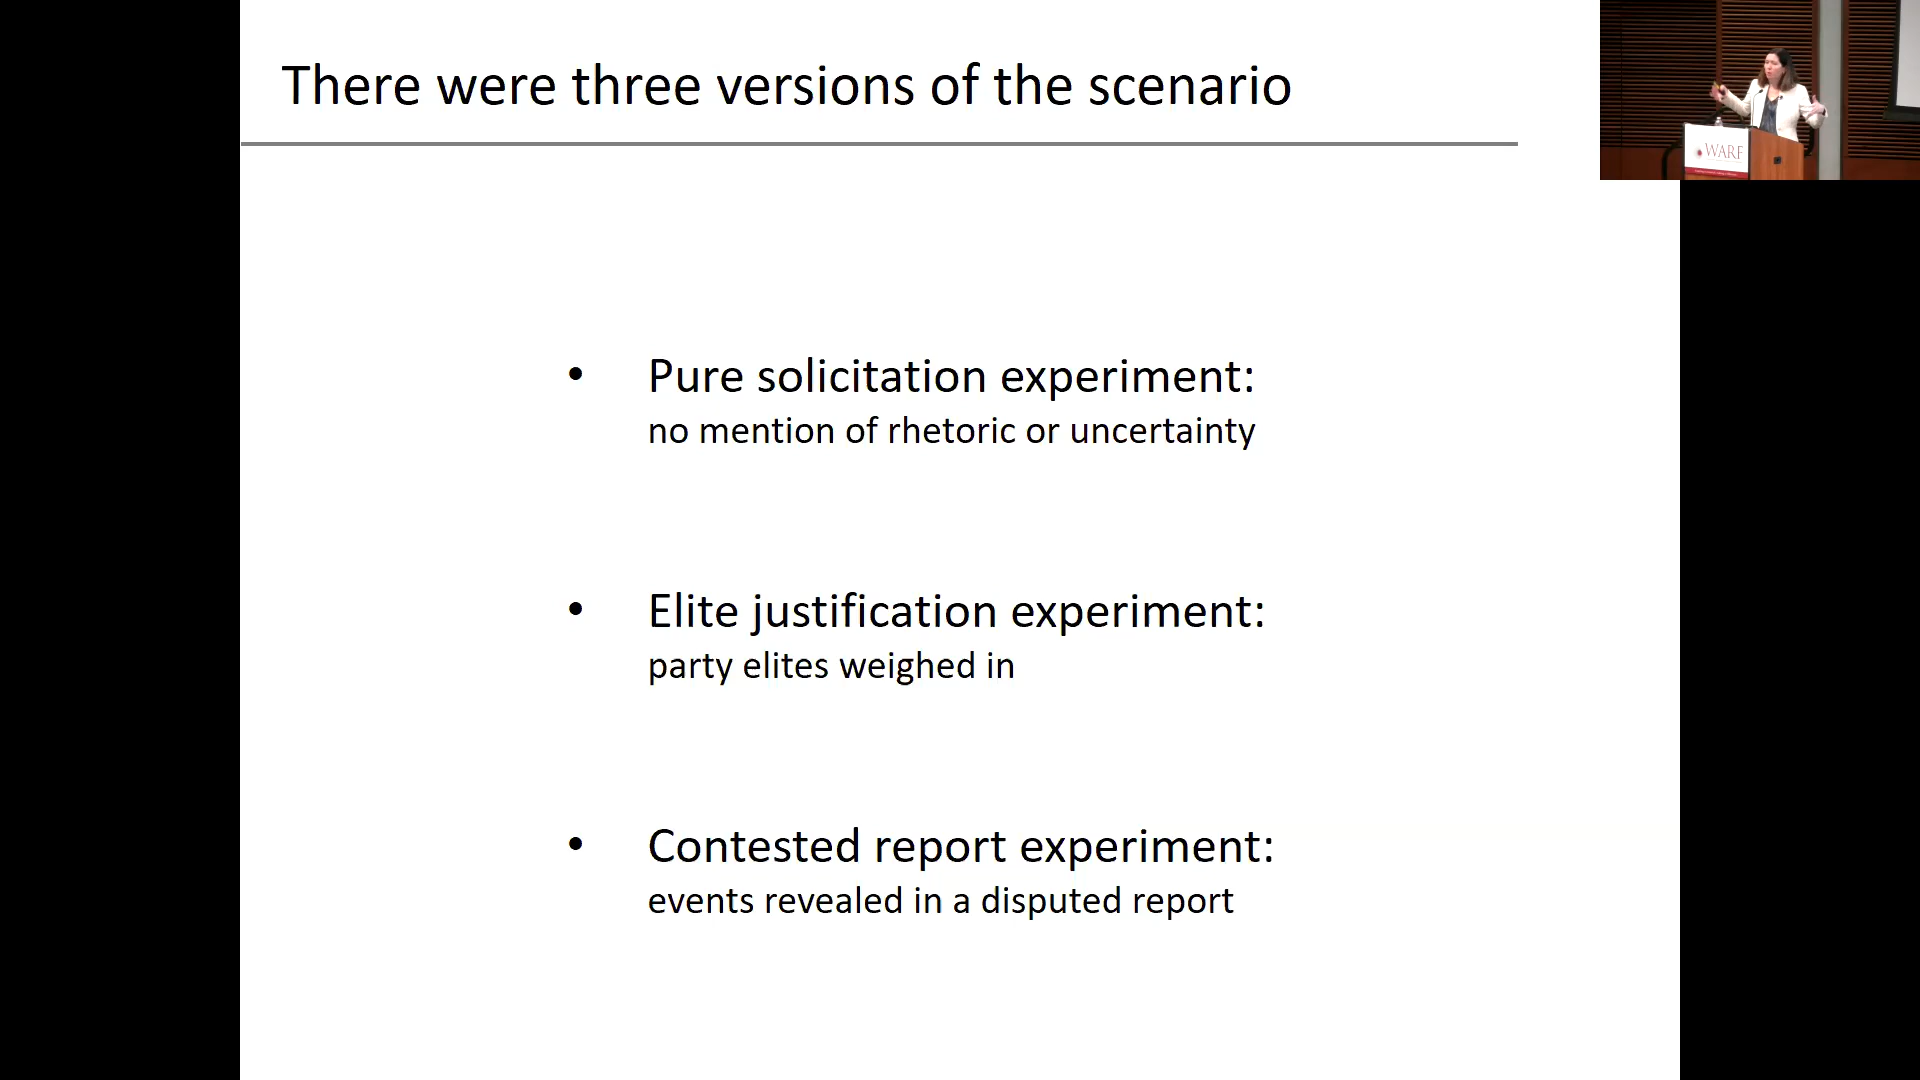 There were three versions of the scenario
WARF
• Pure solicitation experiment:
no mention of rhetoric or uncertainty
• Elite justification experiment:
party elites weighed in
• Contested report experiment:
events revealed in a disputed report